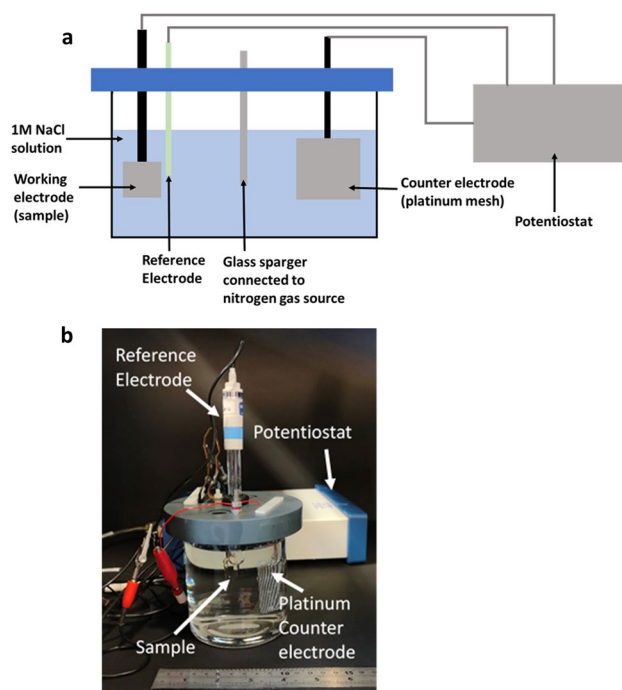 a
1M NaCl
solution
Working
electrode
(sample)
Reference
Electrode
Glass sparger
connected to
nitrogen gas source
Counter electrode
(platinum mesh)
Potentiostat
b
Reference
Electrode
Potentiostat
Sample
Platinum
Counter
electrode